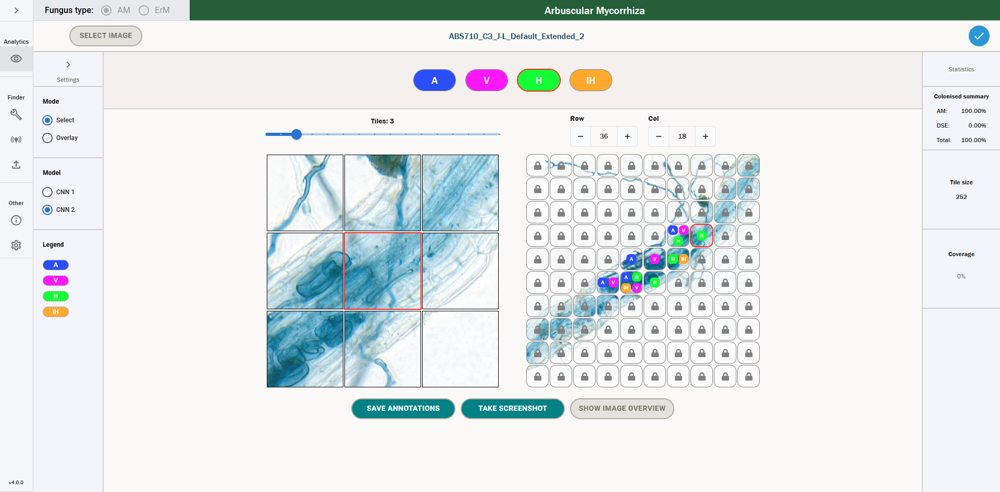 Fungus type: AM ErM
Arbuscular Mycorrhiza
SELECT IMAGE
ABS710_C3_J-L_Default_Extended_2
Analytics
Finder
Other
v4.0.0
Settings
Mode
Select
Overlay
Model
CNN 1
CNN 2
Legend
A
V
H
IH
A V H IH
Tiles: 3
Row
36
Col
18
A V
H
H
A V H IH
A V A H H
IH V
SAVE ANNOTATIONS TAKE SCREENSHOT SHOW IMAGE OVERVIEW
Statistics
Colonised summary
AM: 100.00%
DSE: 0.00%
Total: 100.00%
Tile size
252
Coverage
0%